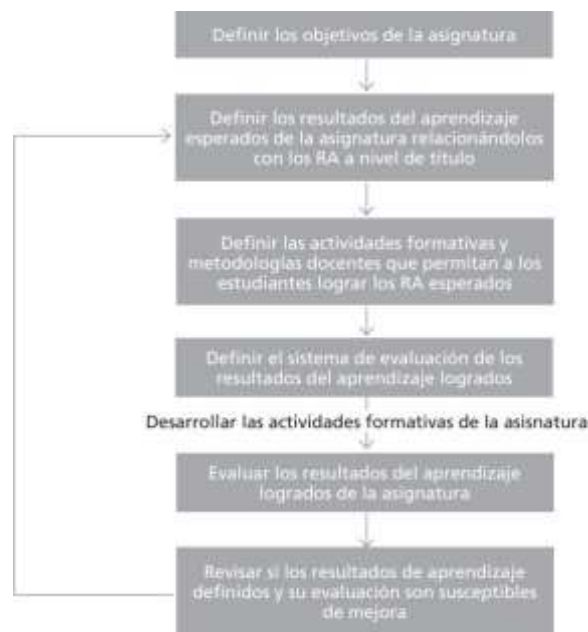 Definir los objetivos de la asignatura
Definir los resultados del aprendizaje
esperados de la asignatura relacionándolos
con los RA a nivel de título
Definir las actividades formativas y
metodologías docentes que permitan a los
estudiantes lograr los RA esperados
Definir el sistema de evaluación de los
resultados del aprendizaje logrados
Desarrollar las actividades formativas de la asisnatura
Evaluar los resultados del aprendizaje
logrados de la asignatura
Revisar si los resultados de aprendizaje
definidos y su evaluación son susceptibles
de mejora